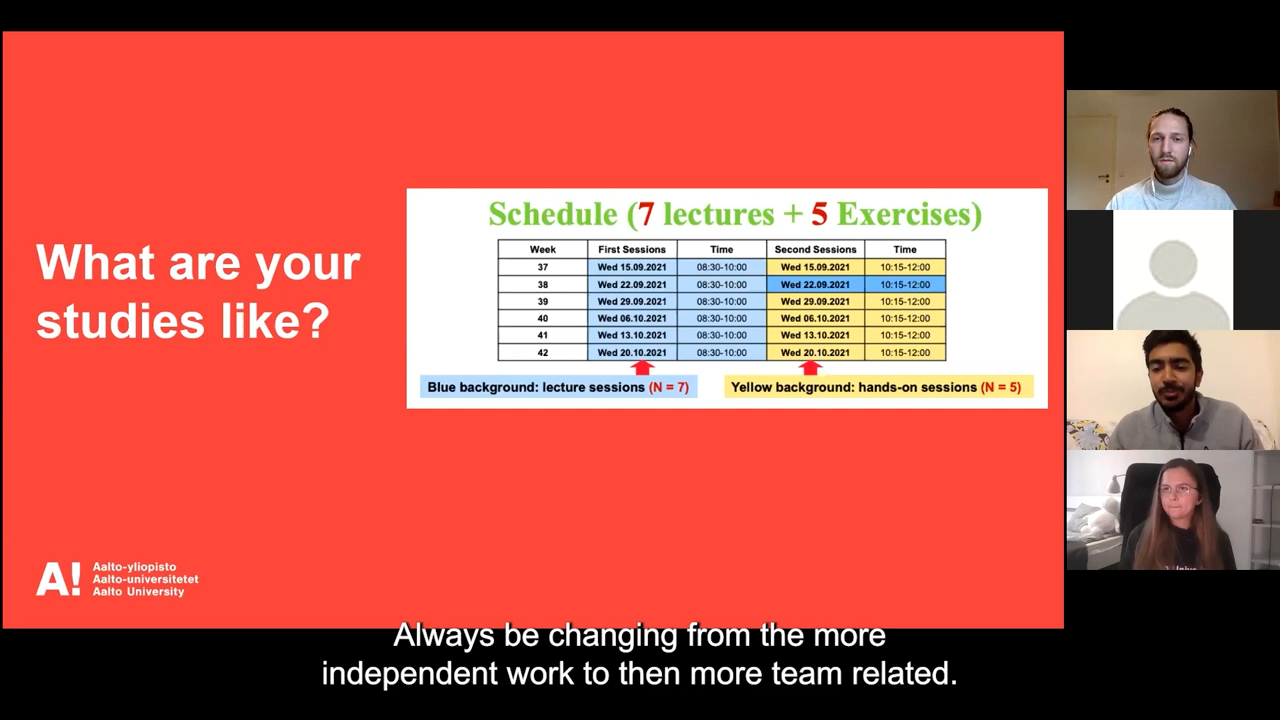 What are your
studies like?
Schedule (7 lectures + 5 Exercises)
Week First Sessions Time Second Sessions Time
37 Wed 15.09.2021 08:30-10:00 Wed 15.09.2021 10:15-12:00
38 Wed 22.09.2021 08:30-10:00 Wed 22.09.2021 10:15-12:00
39 Wed 29.09.2021 08:30-10:00 Wed 29.09.2021 10:15-12:00
40 Wed 06.10.2021 08:30-10:00 Wed 06.10.2021 10:15-12:00
41 Wed 13.10.2021 08:30-10:00 Wed 13.10.2021 10:15-12:00
42 Wed 20.10.2021 08:30-10:00 Wed 20.10.2021 10:15-12:00
Blue background: lecture sessions (N = 7) Yellow background: hands-on sessions (N = 5)
A!
Aalto-yliopisto
Aalto-universitetet
Aalto University
Always be changing from the more
independent work to then more team related.